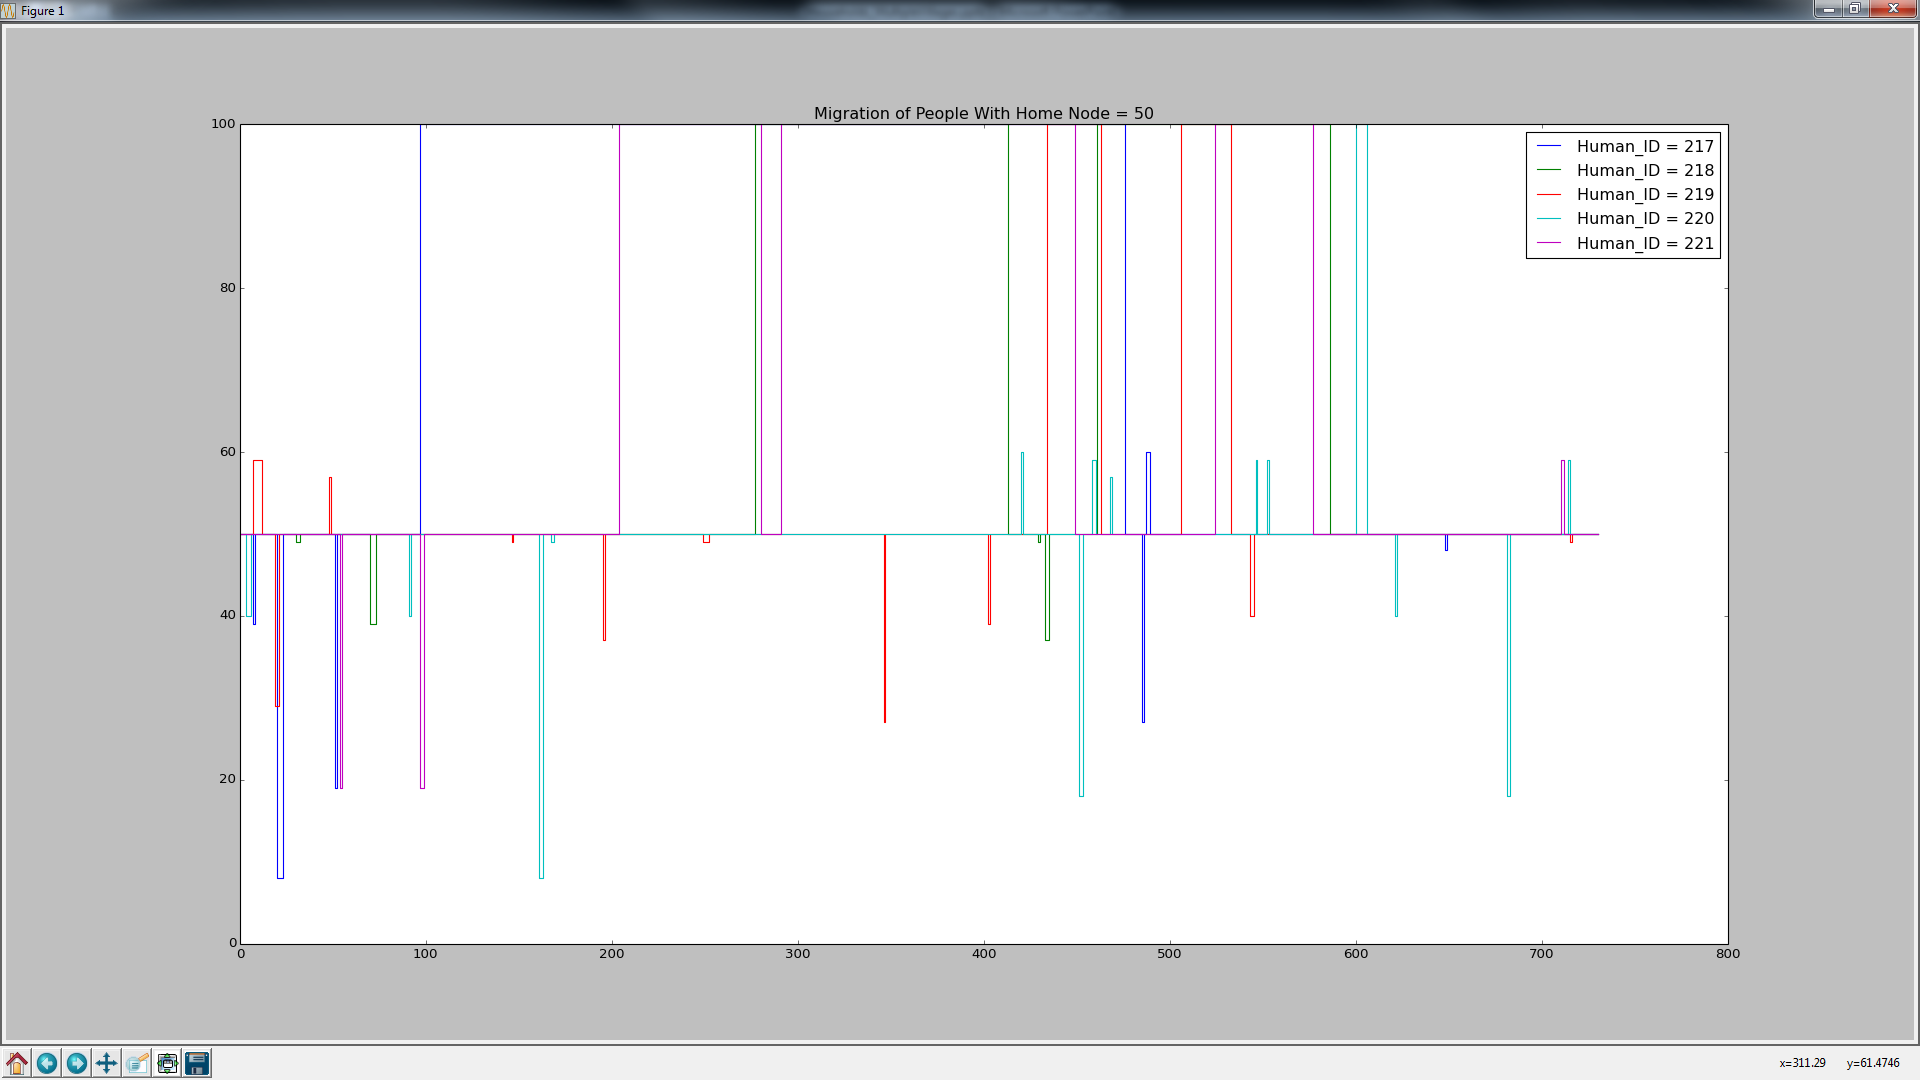 Figure 1
Migration of People With Home Node = 50
100
80
60
40
20
0
Human_ID = 217
Human_ID = 218
Human_ID = 219
Human_ID = 220
Human_ID = 221
0 100 200 300 400 500 600 700 800
x=311.29 y=61.4746